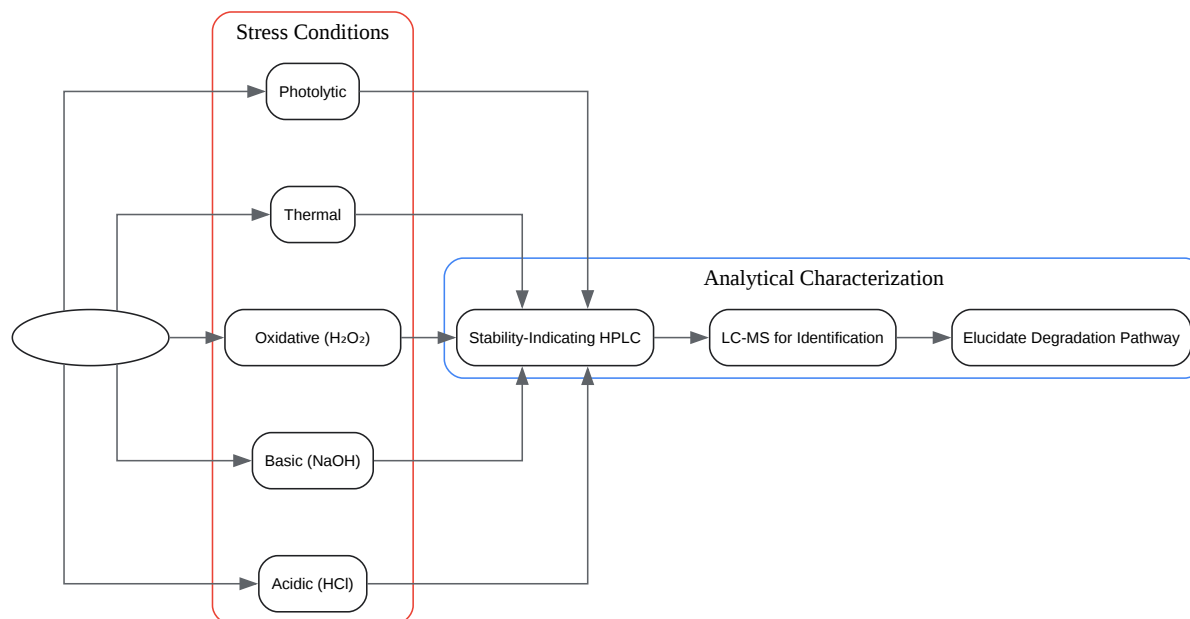 Stress Conditions
Photolytic
Thermal
Analytical Characterization
Oxidative (H₂O₂)
Stability-Indicating HPLC
LC-MS for Identification
Elucidate Degradation Pathway
Basic (NaOH)
Acidic (HCl)